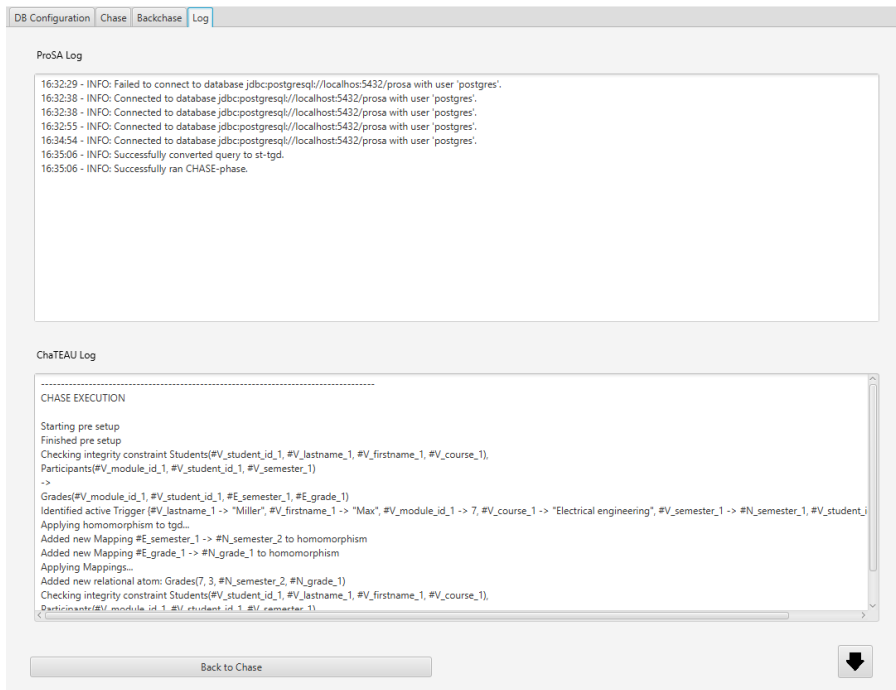 DB Configuration Chase Backchase Log
ProSA Log
16:32:29 - INFO: Failed to connect to database jdbc:postgresql://localhos:5432/prosa with user 'postgres'.
16:32:38 - INFO: Connected to database jdbc:postgresql://localhost:5432/prosa with user 'postgres'.
16:32:38 - INFO: Connected to database jdbc:postgresql://localhost:5432/prosa with user 'postgres'.
16:32:55 - INFO: Connected to database jdbc:postgresql://localhost:5432/prosa with user 'postgres'.
16:34:54 - INFO: Connected to database jdbc:postgresql://localhost:5432/prosa with user 'postgres'.
16:35:06 - INFO: Successfully converted query to st-tgd.
16:35:06 - INFO: Successfully ran CHASE-phase.
ChaTEAU Log
------------------------------------------------------------------------------------
CHASE EXECUTION
Starting pre setup
Finished pre setup
Checking integrity constraint Students(#V_student_id_1, #V_lastname_1, #V_firstname_1, #V_course_1),
Participants(#V_module_id_1, #V_student_id_1, #V_semester_1)
->
Grades(#V_module_id_1, #V_student_id_1, #E_semester_1, #E_grade_1)
Identified active Trigger {#V_lastname_1 -> "Miller", #V_firstname_1 -> "Max", #V_module_id_1 -> 7, #V_course_1 -> "Electrical engineering", #V_semester_1 -> #N_semester_1, #V_student_i
Applying homomorphism to tgd...
Added new Mapping #E_semester_1 -> #N_semester_2 to homomorphism
Added new Mapping #E_grade_1 -> #N_grade_1 to homomorphism
Applying Mappings...
Added new relational atom: Grades(7, 3, #N_semester_2, #N_grade_1)
Checking integrity constraint Students(#V_student_id_1, #V_lastname_1, #V_firstname_1, #V_course_1),
Participants(#V_module_id_1, #V_student_id_1, #V_semester_1)
Back to Chase